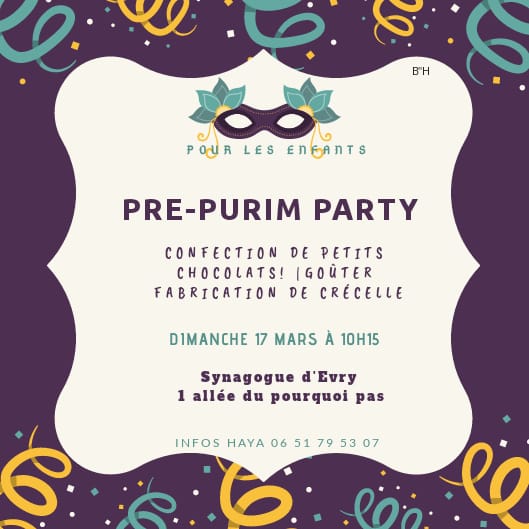 B"H
POUR LES ENFANTS
PRE-PURIM PARTY
CONFECTION DE PETITS
CHOCOLATS! |GOÛTER
FABRICATION DE CRÉCELLE
DIMANCHE 17 MARS À 10H15
Synagogue d'Evry
1 allée du pourquoi pas
INFOS HAYA 06 51 79 53 07